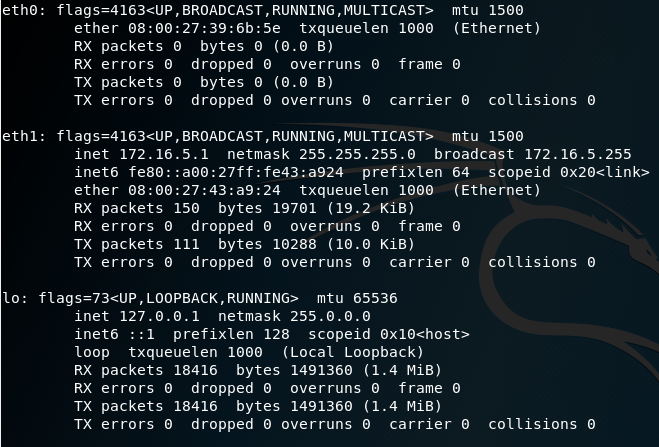 eth0: flags=4163<UP,BROADCAST,RUNNING,MULTICAST>  mtu 1500
        ether 08:00:27:39:6b:5e  txqueuelen 1000  (Ethernet)
        RX packets 0  bytes 0 (0.0 B)
        RX errors 0  dropped 0  overruns 0  frame 0
        TX packets 0  bytes 0 (0.0 B)
        TX errors 0  dropped 0 overruns 0  carrier 0  collisions 0

eth1: flags=4163<UP,BROADCAST,RUNNING,MULTICAST>  mtu 1500
        inet 172.16.5.1  netmask 255.255.255.0  broadcast 172.16.5.255
        inet6 fe80::a00:27ff:fe43:a924  prefixlen 64  scopeid 0x20<link>
        ether 08:00:27:43:a9:24  txqueuelen 1000  (Ethernet)
        RX packets 150  bytes 19701 (19.2 KiB)
        RX errors 0  dropped 0  overruns 0  frame 0
        TX packets 111  bytes 10288 (10.0 KiB)
        TX errors 0  dropped 0 overruns 0  carrier 0  collisions 0

lo: flags=73<UP,LOOPBACK,RUNNING>  mtu 65536
        inet 127.0.0.1  netmask 255.0.0.0
        inet6 ::1  prefixlen 128  scopeid 0x10<host>
        loop  txqueuelen 1000  (Local Loopback)
        RX packets 18416  bytes 1491360 (1.4 MiB)
        RX errors 0  dropped 0  overruns 0  frame 0
        TX packets 18416  bytes 1491360 (1.4 MiB)
        TX errors 0  dropped 0 overruns 0  carrier 0  collisions 0